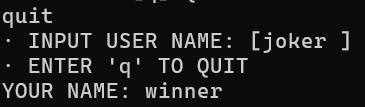 quit
· INPUT USER NAME: [joker ]
· ENTER 'q' TO QUIT
YOUR NAME: winner